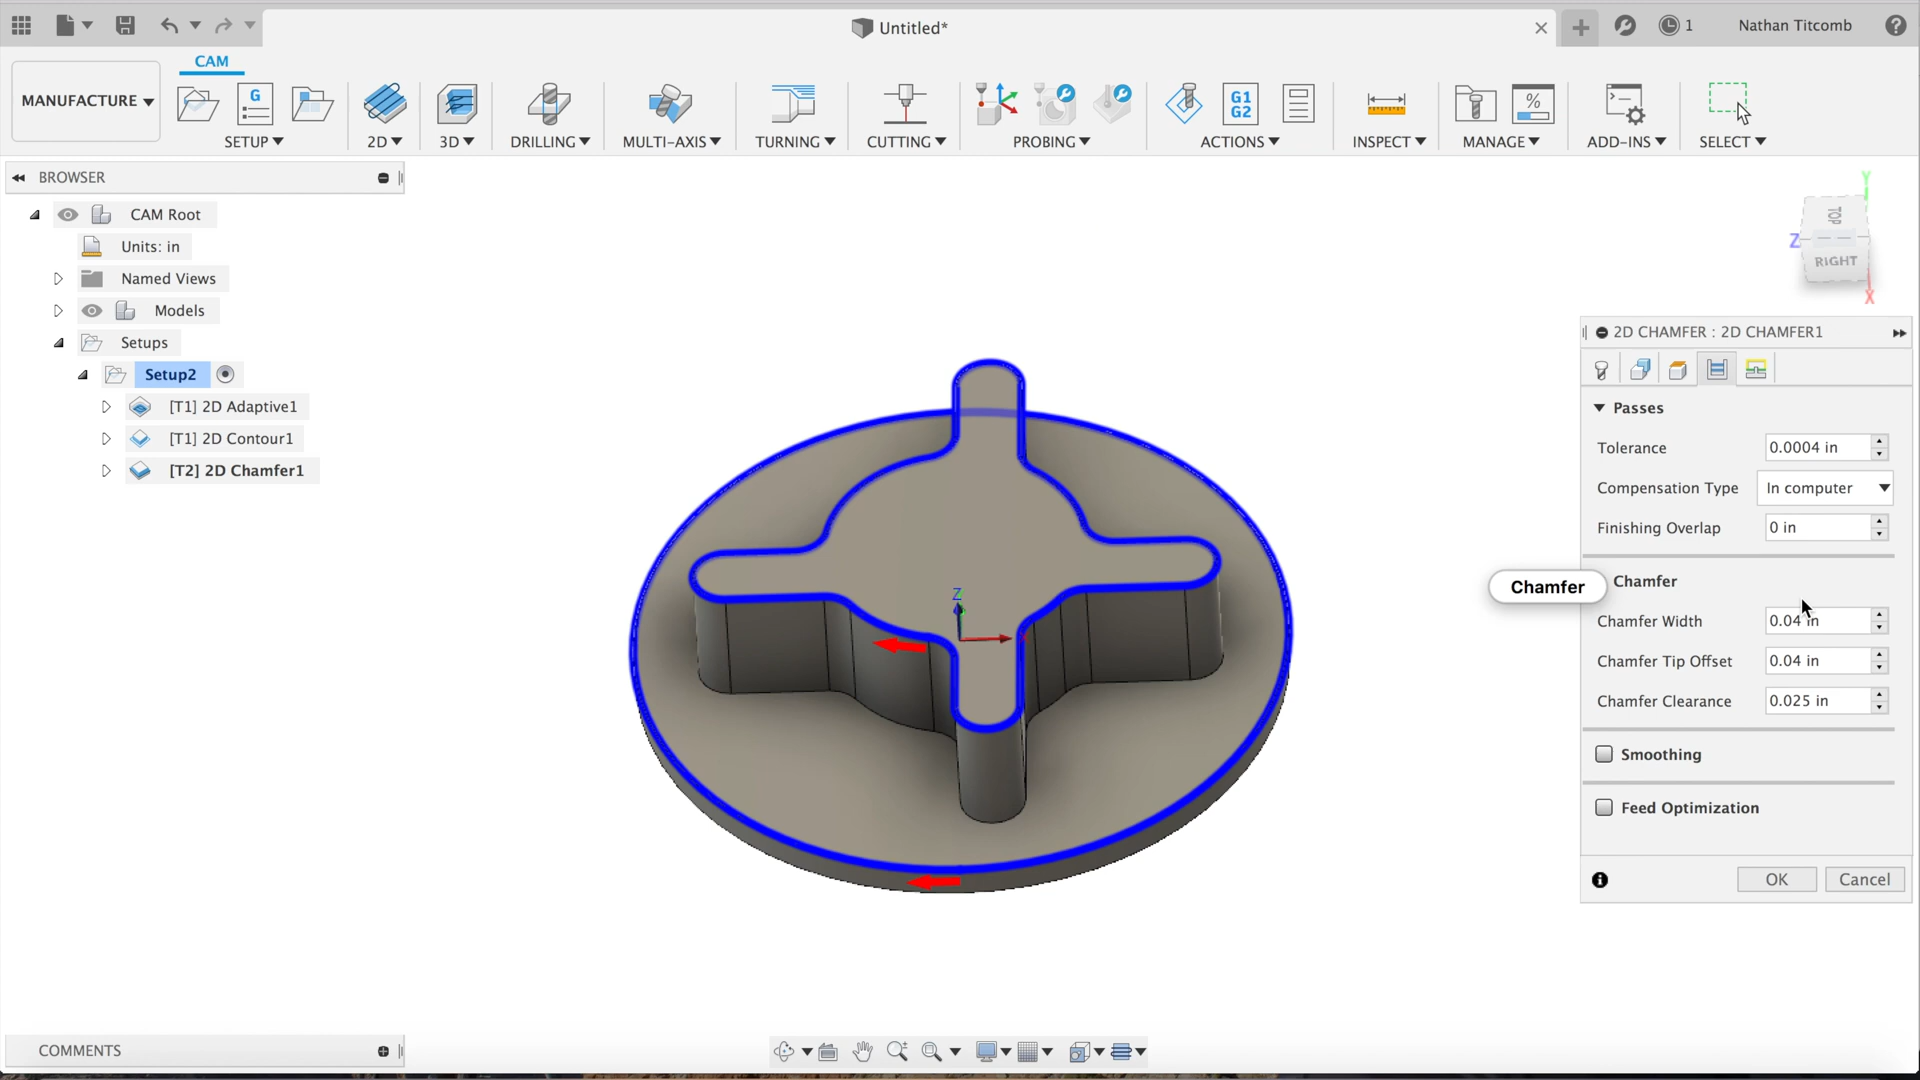 Untitled*
1
Nathan Titcomb
CAM
MANUFACTURE
G
G1
G2
%
SETUP
2D
3D
DRILLING
MULTI-AXIS
TURNING
CUTTING
PROBING
ACTIONS
INSPECT
MANAGE
ADD-INS
SELECT
BROWSER
CAM Root
Units: in
Named Views
Models
Setups
Setup2
[T1] 2D Adaptive1
[T1] 2D Contour1
[T2] 2D Chamfer1
Z
Y
TOP
Z
RIGHT
X
2D CHAMFER : 2D CHAMFER1
Passes
Tolerance 0.0004 in
Compensation Type In computer
Finishing Overlap 0 in
Chamfer
Chamfer
Chamfer Width 0.04 in
Chamfer Tip Offset 0.04 in
Chamfer Clearance 0.025 in
Smoothing
Feed Optimization
OK Cancel
COMMENTS